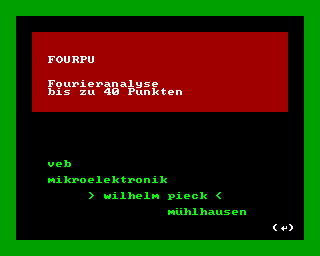 FOURPU
Fourieranalyse
bis zu 40 Punkten
veb
mikroelektronik
> wilhelm pieck <
mühlhausen
(↵)